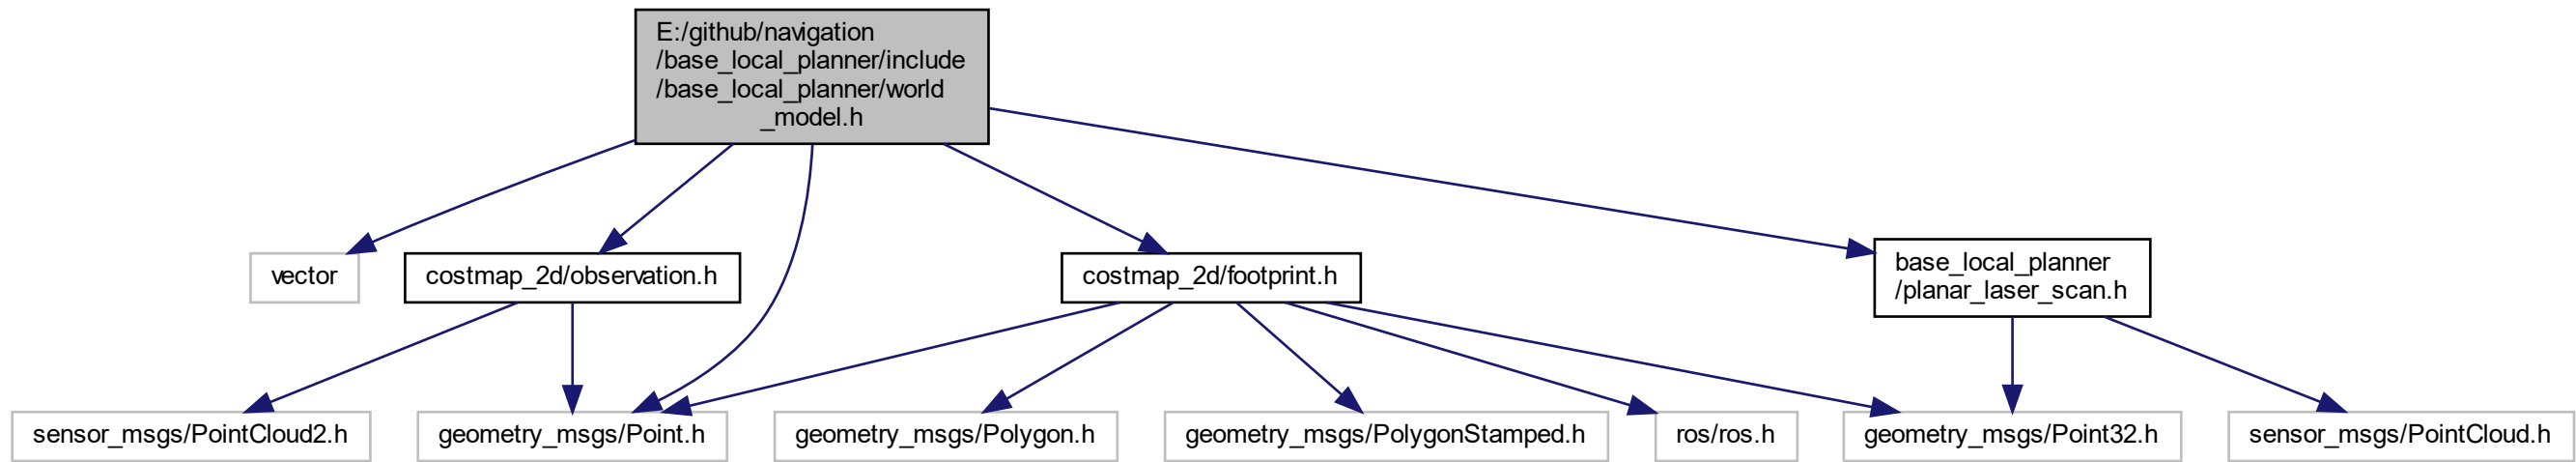 E:/github/navigation
/base_local_planner/include
/base_local_planner/world
_model.h
vector
costmap_2d/observation.h
costmap_2d/footprint.h
base_local_planner
/planar_laser_scan.h
sensor_msgs/PointCloud2.h
geometry_msgs/Point.h
geometry_msgs/Polygon.h
geometry_msgs/PolygonStamped.h
ros/ros.h
geometry_msgs/Point32.h
sensor_msgs/PointCloud.h